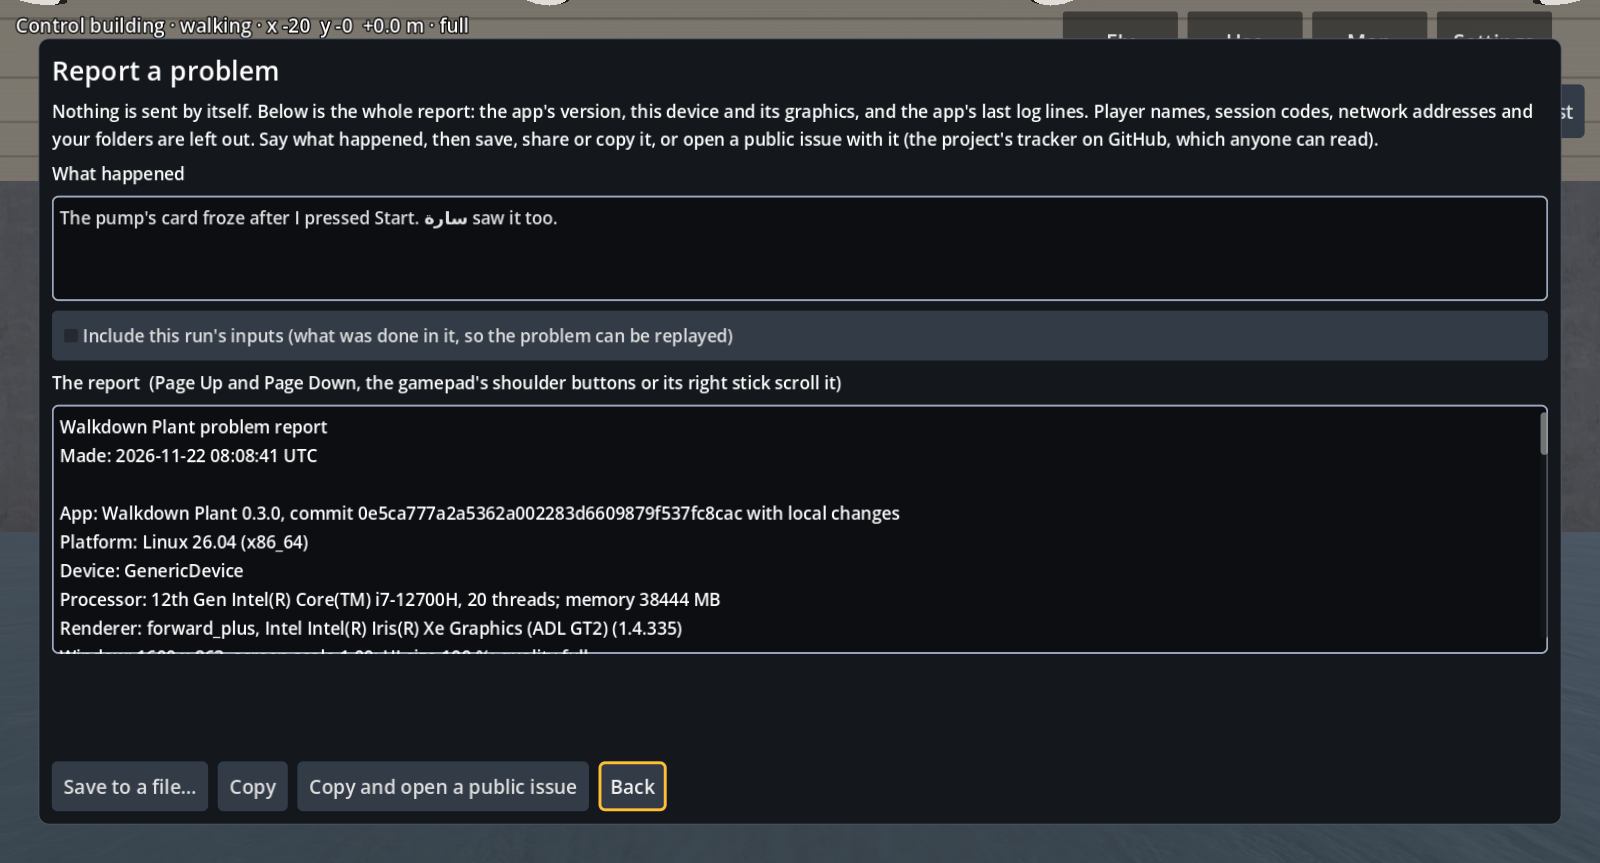 Control building · walking · x -20 y -0 +0.0 m · full
Report a problem
Nothing is sent by itself. Below is the whole report: the app's version, this device and its graphics, and the app's last log lines. Player names, session codes, network addresses and
your folders are left out. Say what happened, then save, share or copy it, or open a public issue with it (the project's tracker on GitHub, which anyone can read).
What happened
The pump's card froze after I pressed Start. سارة saw it too.
Include this run's inputs (what was done in it, so the problem can be replayed)
The report (Page Up and Page Down, the gamepad's shoulder buttons or its right stick scroll it)
Walkdown Plant problem report
Made: 2026-11-22 08:08:41 UTC
App: Walkdown Plant 0.3.0, commit 0e5ca777a2a5362a002283d6609879f537fc8cac with local changes
Platform: Linux 26.04 (x86_64)
Device: GenericDevice
Processor: 12th Gen Intel(R) Core(TM) i7-12700H, 20 threads; memory 38444 MB
Renderer: forward_plus, Intel Intel(R) Iris(R) Xe Graphics (ADL GT2) (1.4.335)
Save to a file...
Copy
Copy and open a public issue
Back